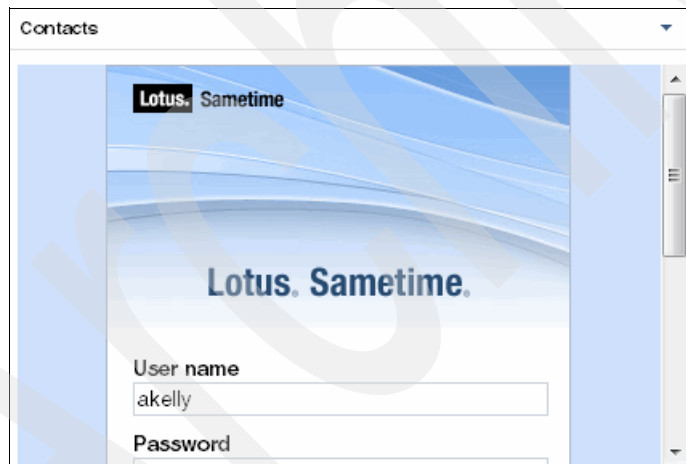 Contacts
Lotus. Sametime
Lotus. Sametime.
User name
akelly
Password